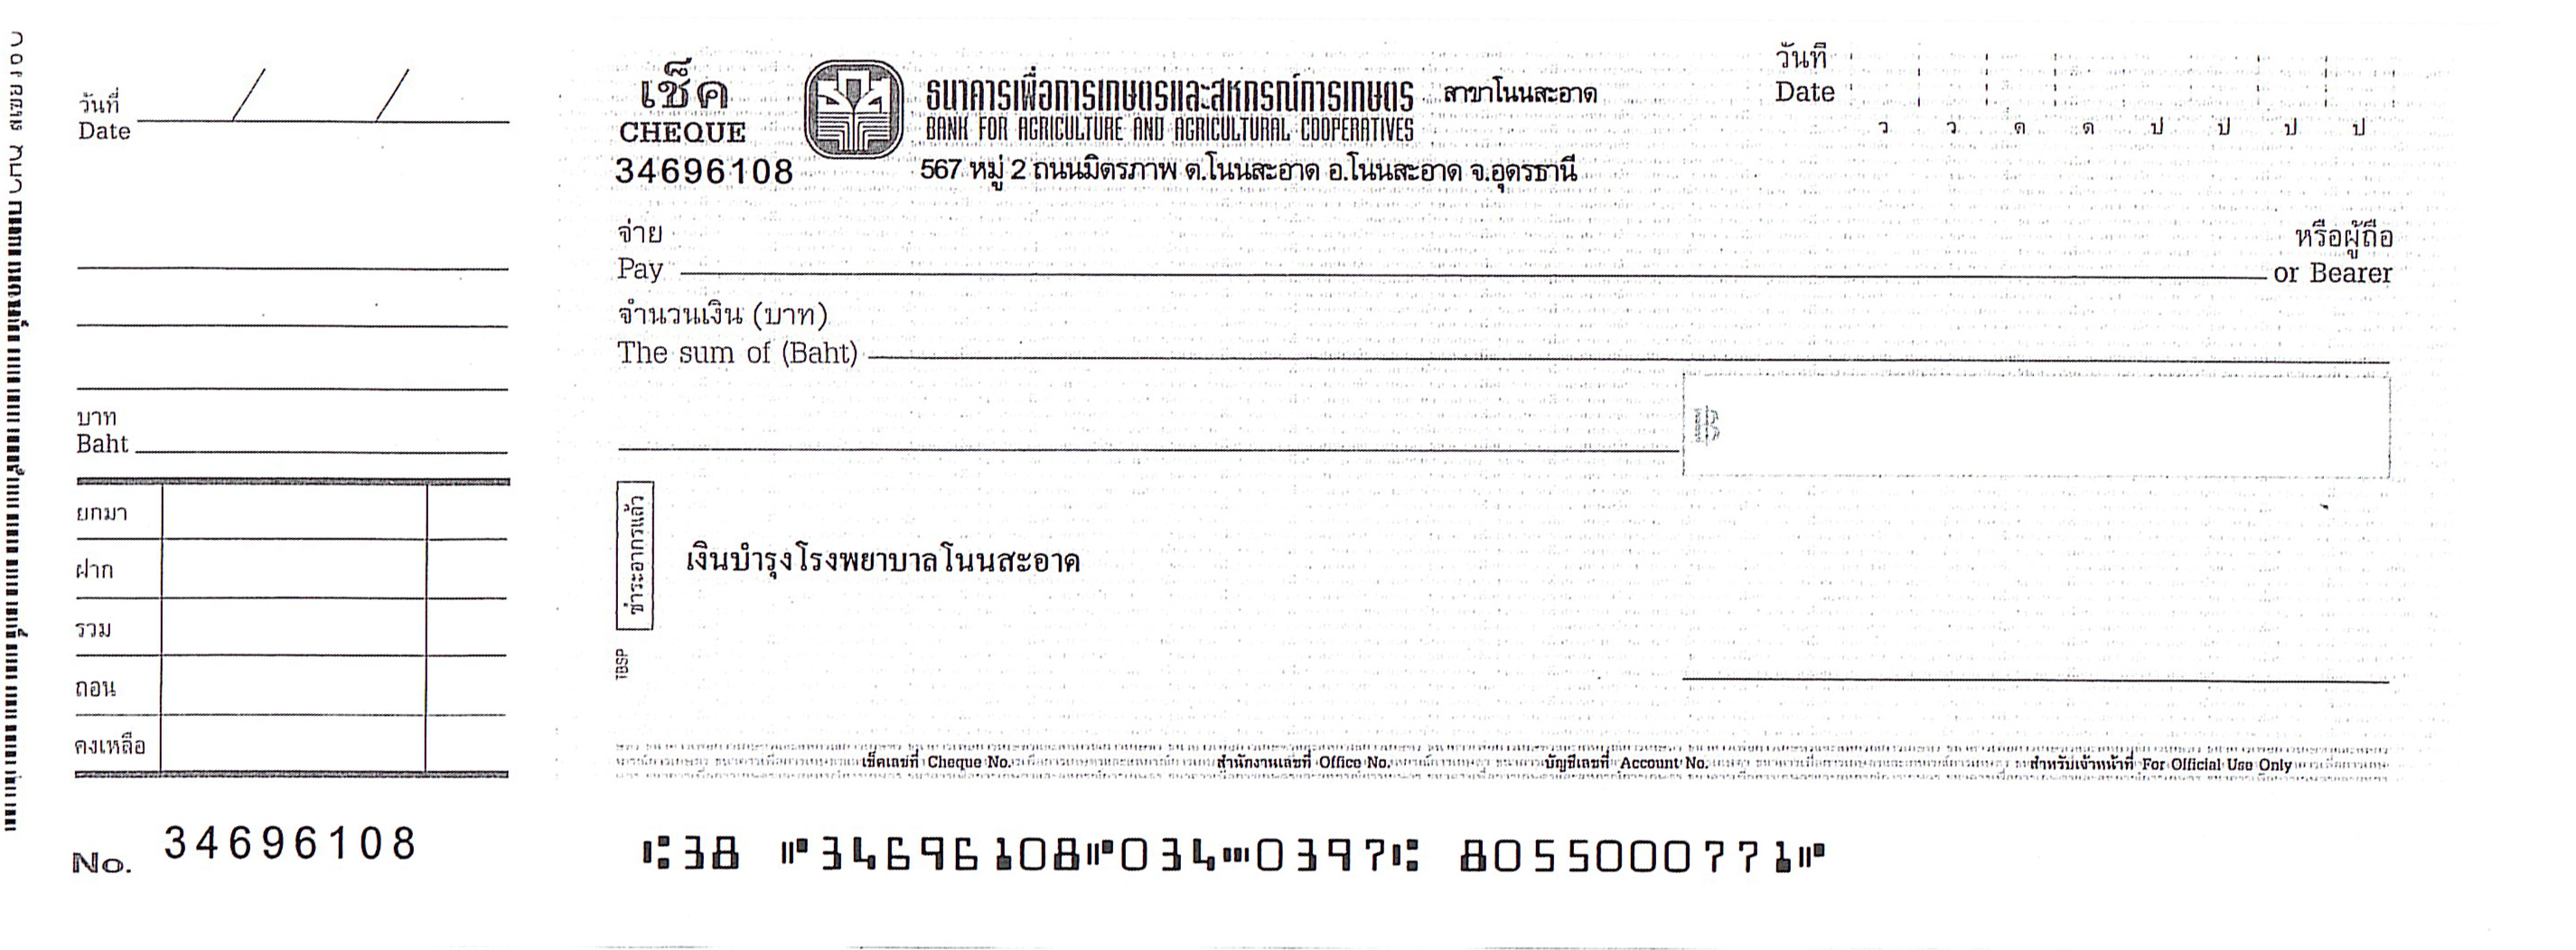 วันที่
Date / /
บาท
Baht
ยกมา
ฝาก
รวม
ถอน
คงเหลือ
No. 34696108
เช็ค
CHEQUE
34696108
ธนาคารเพื่อการเกษตรและสหกรณ์การเกษตร สาขาโนนสะอาด
BANK FOR AGRICULTURE AND AGRICULTURAL COOPERATIVES
567 หมู่ 2 ถนนมิตรภาพ ต.โนนสะอาด อ.โนนสะอาด จ.อุดรธานี
วันที่
Date
ว ว ด ด ป ป ป ป
จ่าย หรือผู้ถือ
Pay or Bearer
จำนวนเงิน (บาท)
The sum of (Baht)
฿
ชำระอากรแล้ว
เงินบำรุงโรงพยาบาลโนนสะอาด
TBSP
เช็คเลขที่ Cheque No. สำนักงานเลขที่ Office No. บัญชีเลขที่ Account No. สำหรับเจ้าหน้าที่ For Official Use Only
⑆38 ⑈34696108⑈034⑉0397⑆ 8055000771⑈